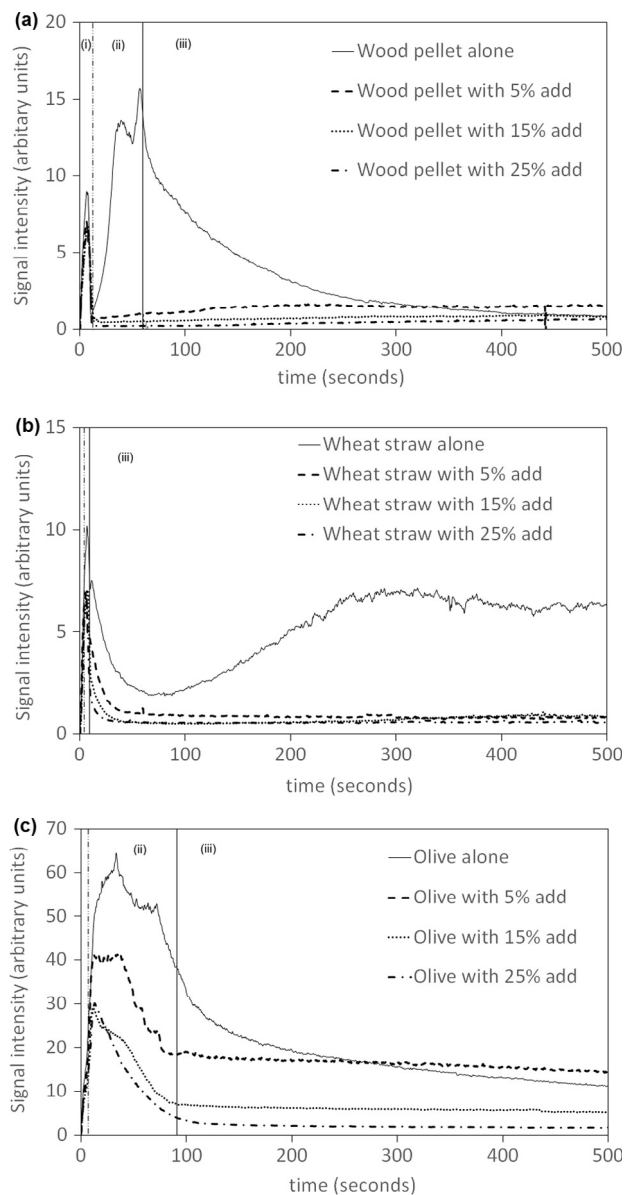 (a)
Signal intensity (arbitary units)
20
15
10
5
0
(i)
(ii)
(iii)
Wood pellet alone
Wood pellet with 5% add
Wood pellet with 15% add
Wood pellet with 25% add
0
100
200
300
400
500
time (seconds)
(b)
Signal intensity (arbitrary units)
15
10
5
0
(iii)
Wheat straw alone
Wheat straw with 5% add
Wheat straw with 15% add
Wheat straw with 25% add
0
100
200
300
400
500
time (seconds)
(c)
Signal intensity (arbitrary units)
70
60
50
40
30
20
10
0
(ii)
(iii)
Olive alone
Olive with 5% add
Olive with 15% add
Olive with 25% add
0
100
200
300
400
500
time (seconds)